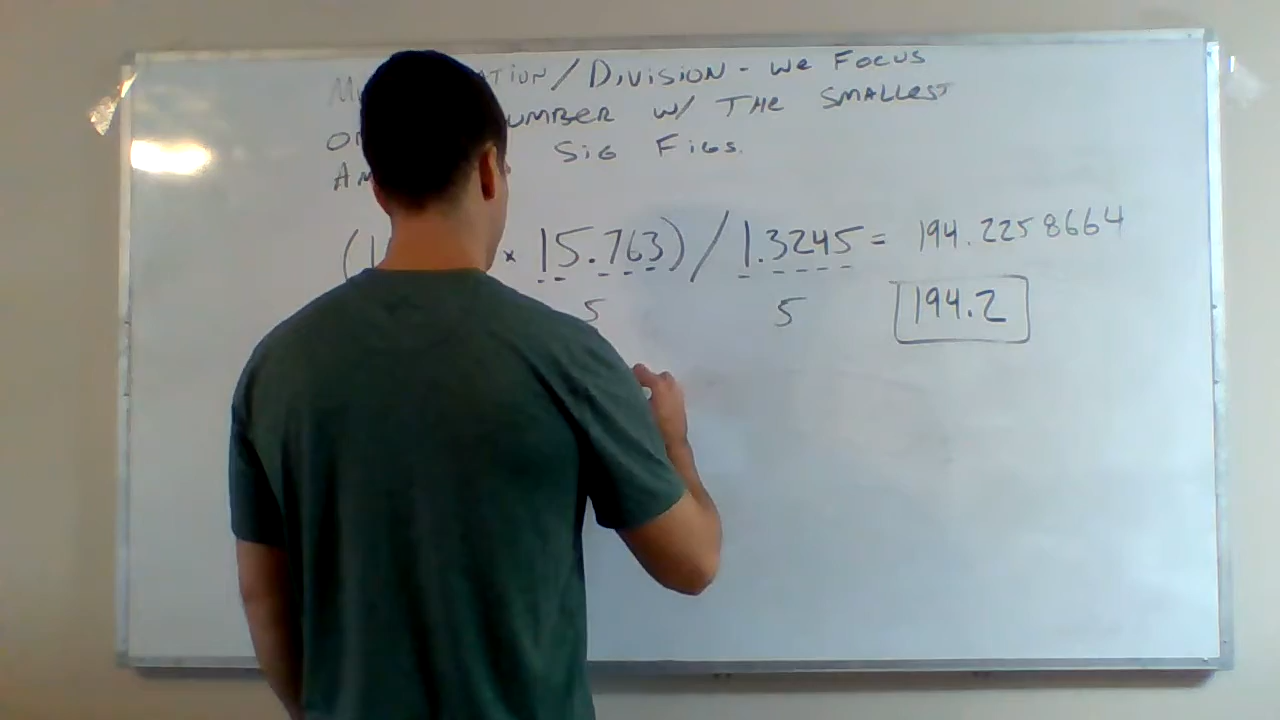 ATION/DIVISION - WE FOCUS
UMBER W/ THE SMALLEST
SIG FIGS.
(1 × 15.763) / 1.3245 = 194.2258664
5 5 194.2